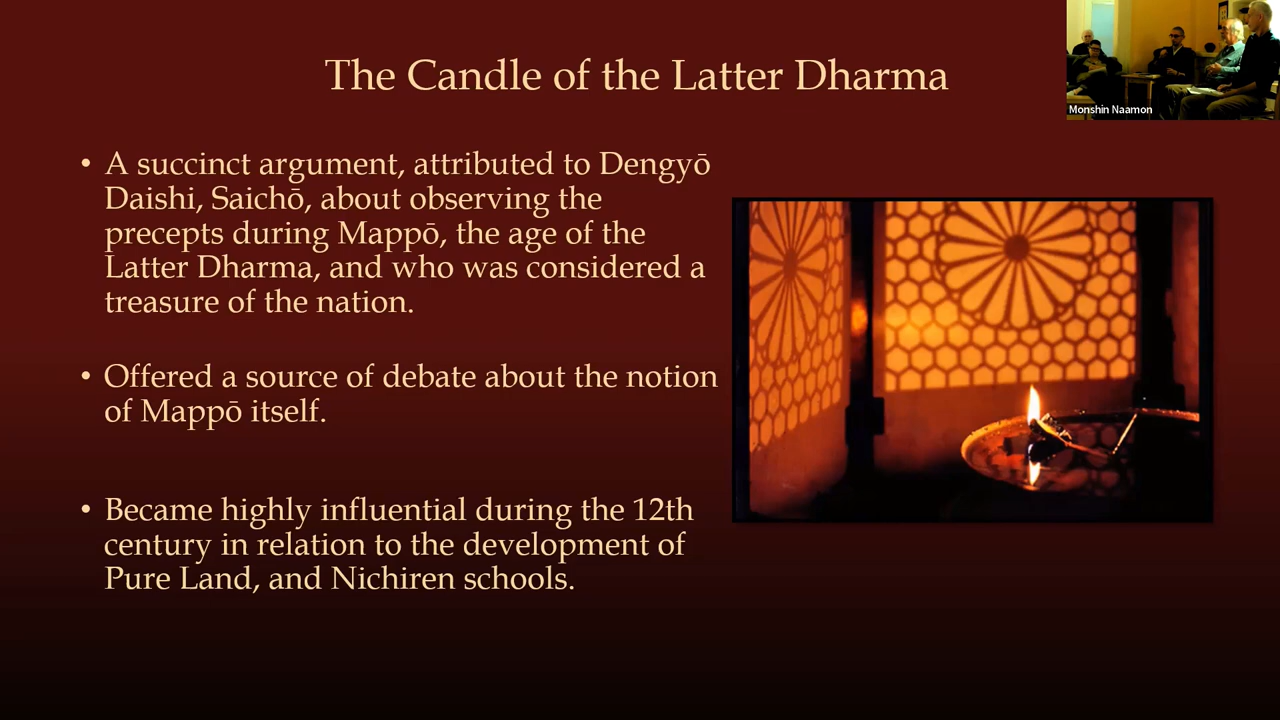 The Candle of the Latter Dharma
Monshin Naamon
• A succinct argument, attributed to Dengyō
Daishi, Saichō, about observing the
precepts during Mappō, the age of the
Latter Dharma, and who was considered a
treasure of the nation.
• Offered a source of debate about the notion
of Mappō itself.
• Became highly influential during the 12th
century in relation to the development of
Pure Land, and Nichiren schools.